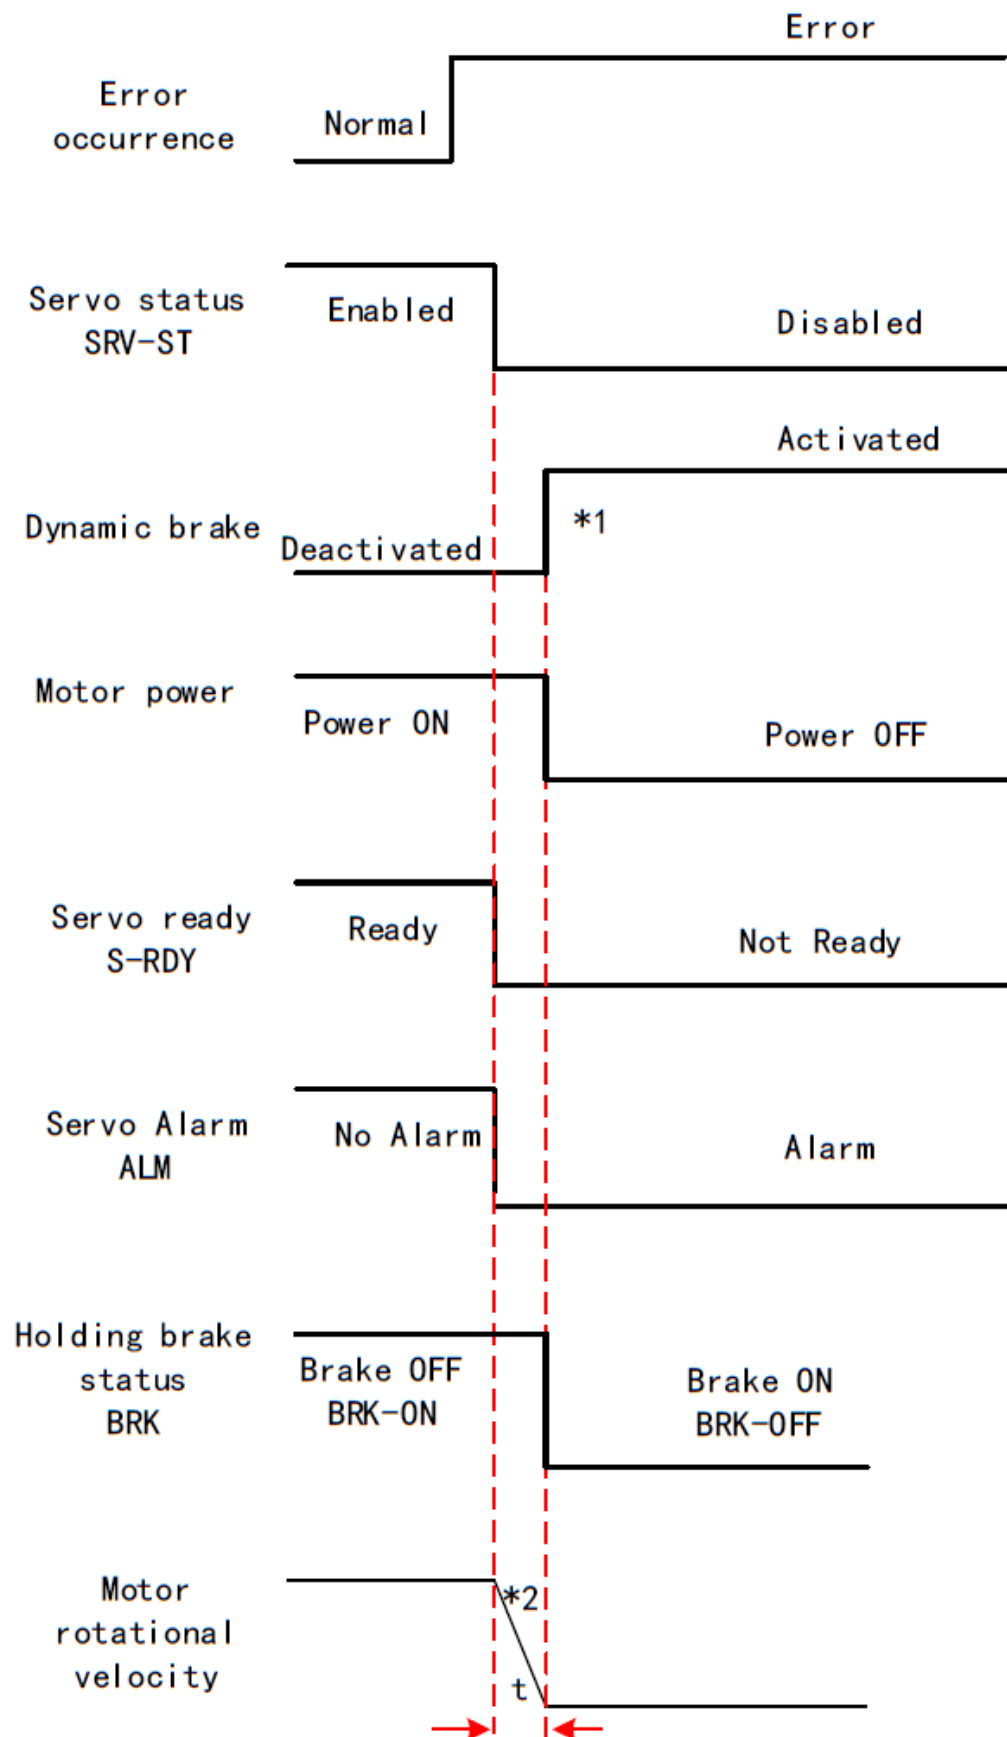 Error
Error
occurrence
Normal
Servo status
SRV-ST
Enabled
Disabled
Activated
Dynamic brake
Deactivated
*1
Motor power
Power ON
Power OFF
Servo ready
S-RDY
Ready
Not Ready
Servo Alarm
ALM
No Alarm
Alarm
Holding brake
status
BRK
Brake OFF
BRK-ON
Brake ON
BRK-OFF
Motor
rotational
velocity
*2
t